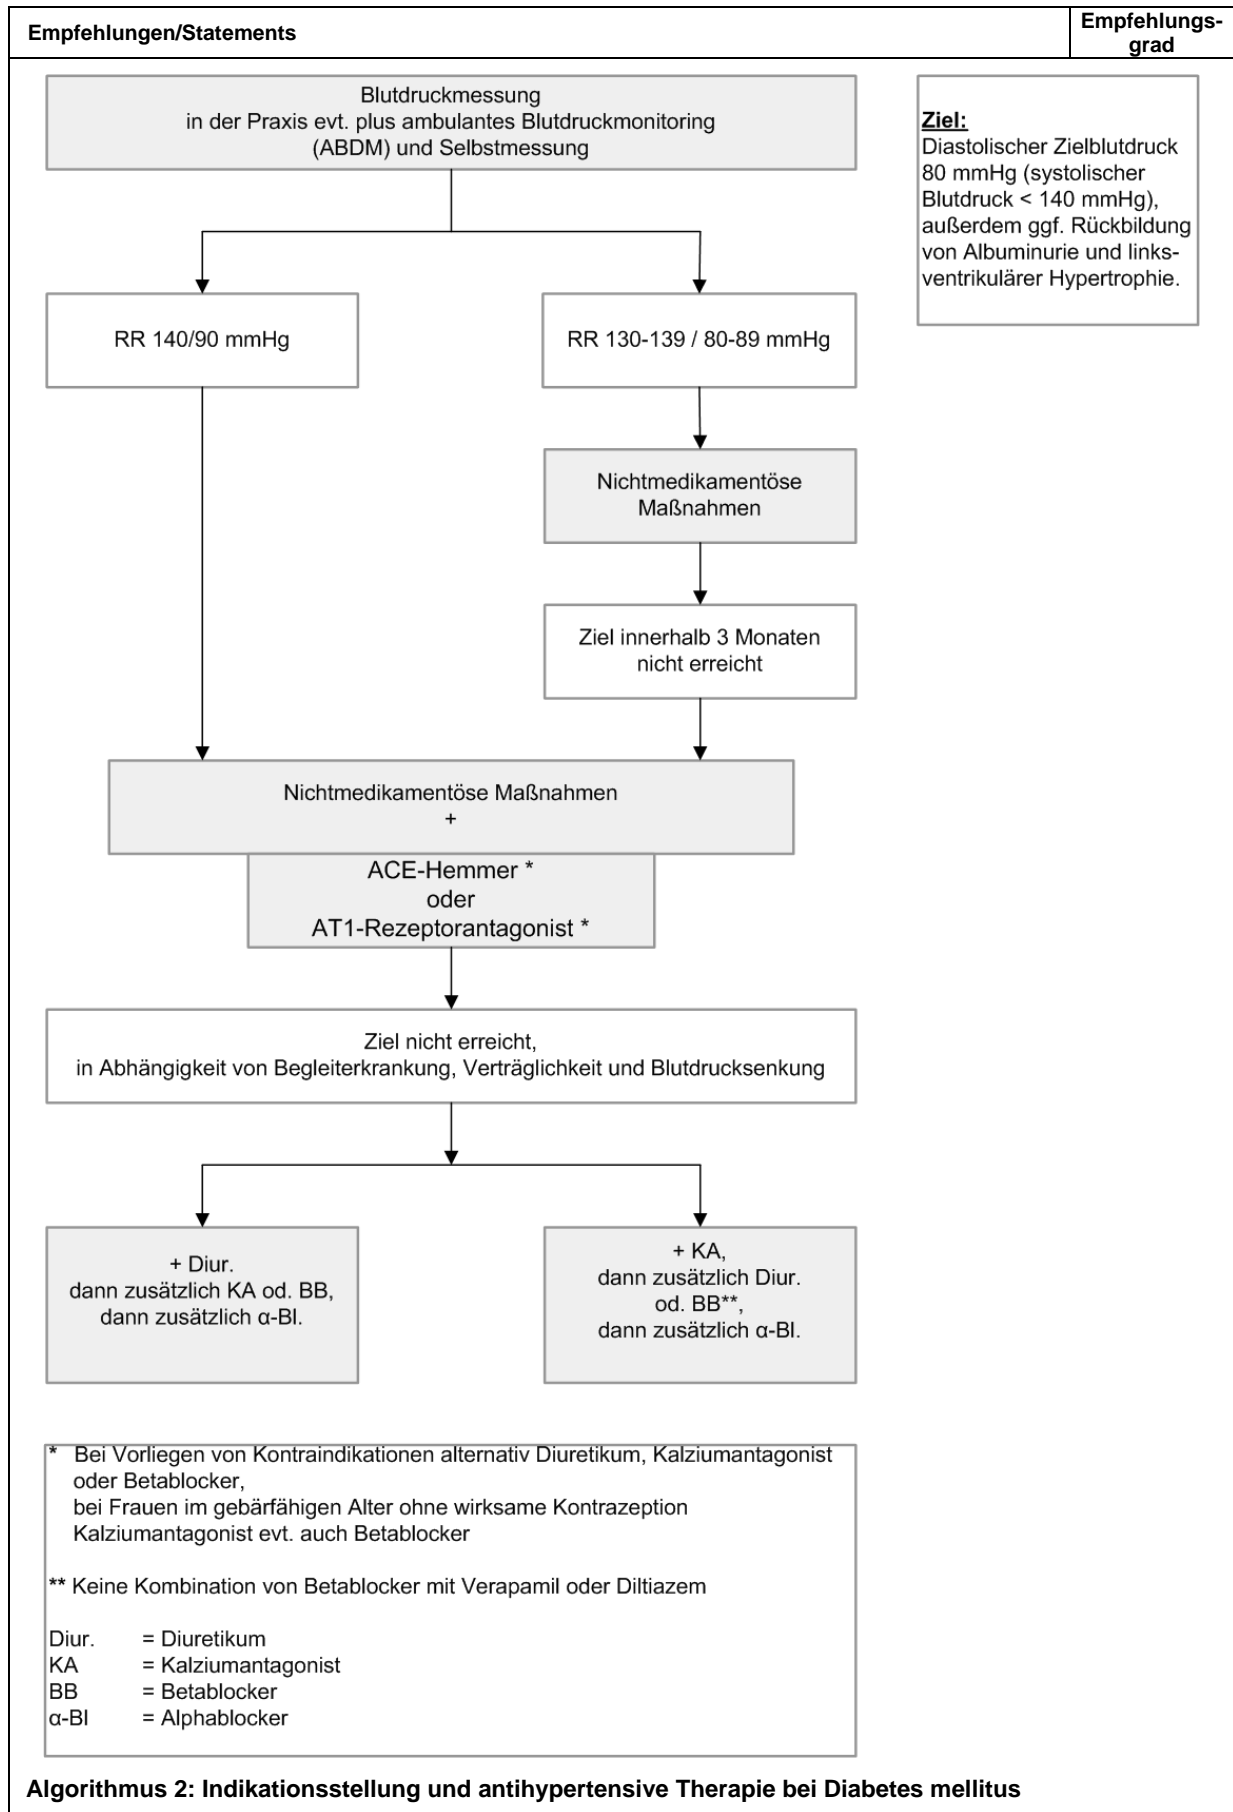 Empfehlungen/Statements
Empfehlungs-
grad
Blutdruckmessung
in der Praxis evt. plus ambulantes Blutdruckmonitoring
(ABDM) und Selbstmessung
Ziel:
Diastolischer Zielblutdruck
80 mmHg (systolischer
Blutdruck < 140 mmHg),
außerdem ggf. Rückbildung
von Albuminurie und links-
ventrikulärer Hypertrophie.
RR 140/90 mmHg
RR 130-139 / 80-89 mmHg
Nichtmedikamentöse
Maßnahmen
Ziel innerhalb 3 Monaten
nicht erreicht
Nichtmedikamentöse Maßnahmen
+
ACE-Hemmer *
oder
AT1-Rezeptorantagonist *
Ziel nicht erreicht,
in Abhängigkeit von Begleiterkrankung, Verträglichkeit und Blutdrucksenkung
+ Diur.
dann zusätzlich KA od. BB,
dann zusätzlich α-Bl.
+ KA,
dann zusätzlich Diur.
od. BB**,
dann zusätzlich α-Bl.
* Bei Vorliegen von Kontraindikationen alternativ Diuretikum, Kalziumantagonist
oder Betablocker,
bei Frauen im gebärfähigen Alter ohne wirksame Kontrazeption
Kalziumantagonist evt. auch Betablocker
** Keine Kombination von Betablocker mit Verapamil oder Diltiazem
Diur. = Diuretikum
KA = Kalziumantagonist
BB = Betablocker
α-Bl = Alphablocker
Algorithmus 2: Indikationsstellung und antihypertensive Therapie bei Diabetes mellitus